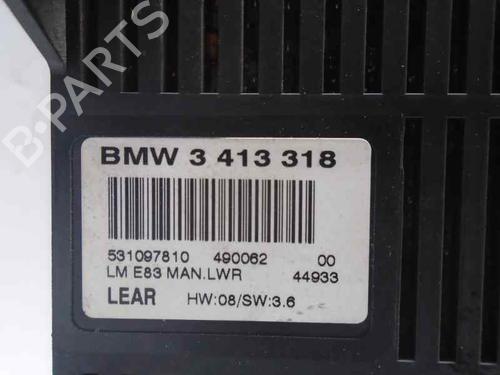 BMW 3 413 318
531097810 490062 00
LM E83 MAN.LWR 44933
LEAR HW:08/SW:3.6
B-PARTS